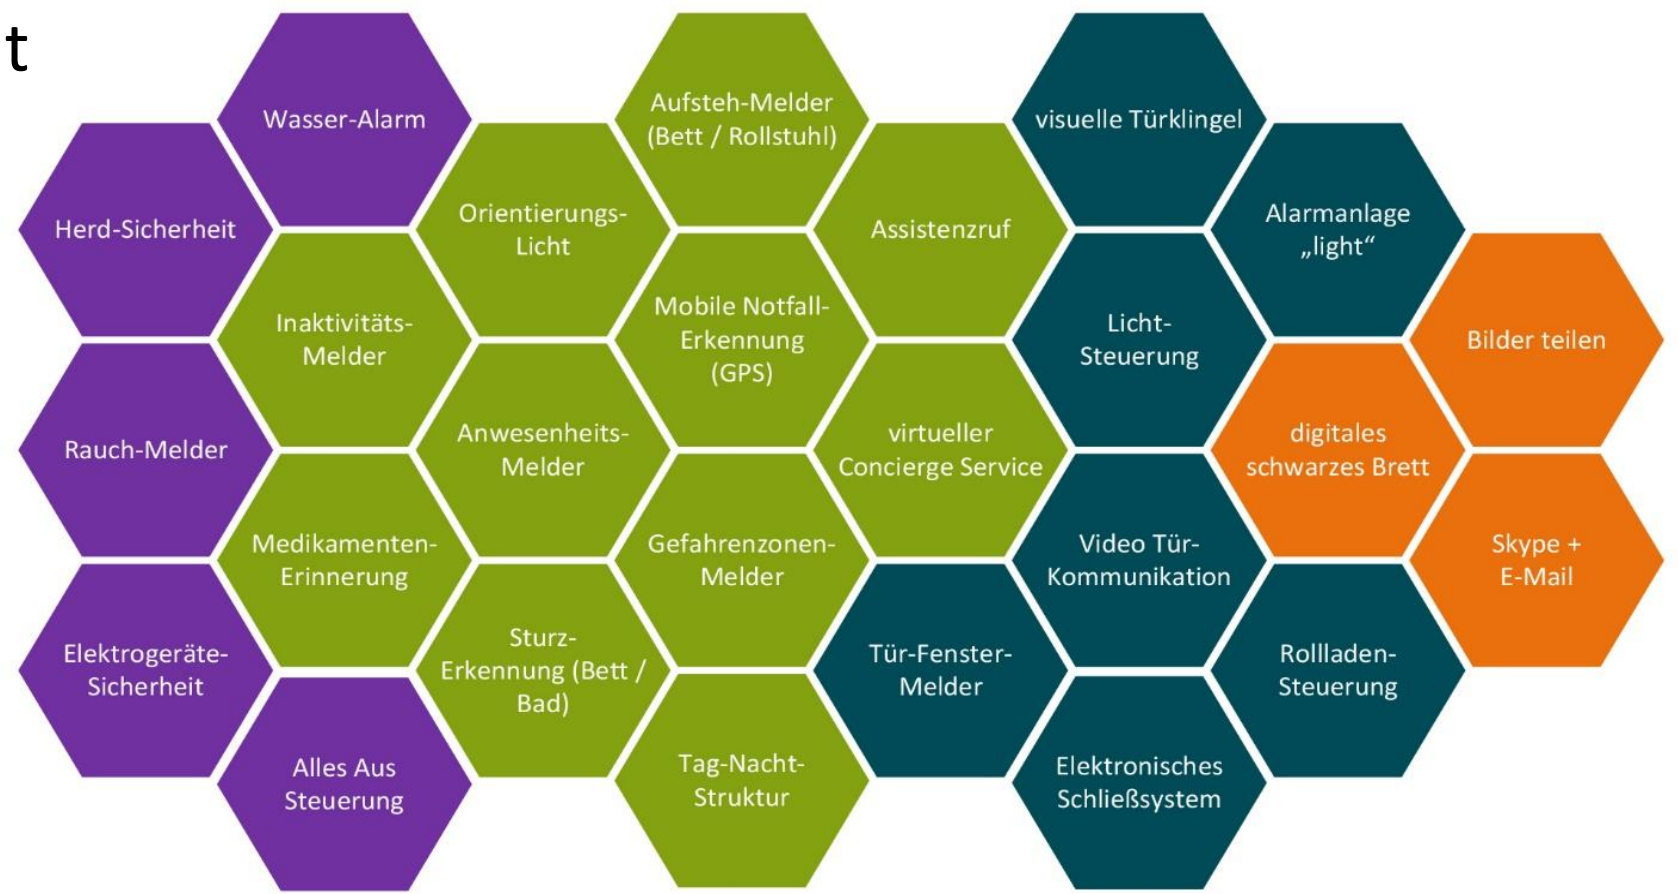 t
Wasser-Alarm
Aufsteh-Melder
(Bett / Rollstuhl)
visuelle Türklingel
Herd-Sicherheit
Orientierungs-
Licht
Assistenzruf
Alarmanlage
„light“
Inaktivitäts-
Melder
Mobile Notfall-
Erkennung
(GPS)
Licht-
Steuerung
Bilder teilen
Rauch-Melder
Anwesenheits-
Melder
virtueller
Concierge Service
digitales
schwarzes Brett
Medikamenten-
Erinnerung
Gefahrenzonen-
Melder
Video Tür-
Kommunikation
Skype +
E-Mail
Elektrogeräte-
Sicherheit
Sturz-
Erkennung (Bett /
Bad)
Tür-Fenster-
Melder
Rollladen-
Steuerung
Alles Aus
Steuerung
Tag-Nacht-
Struktur
Elektronisches
Schließsystem